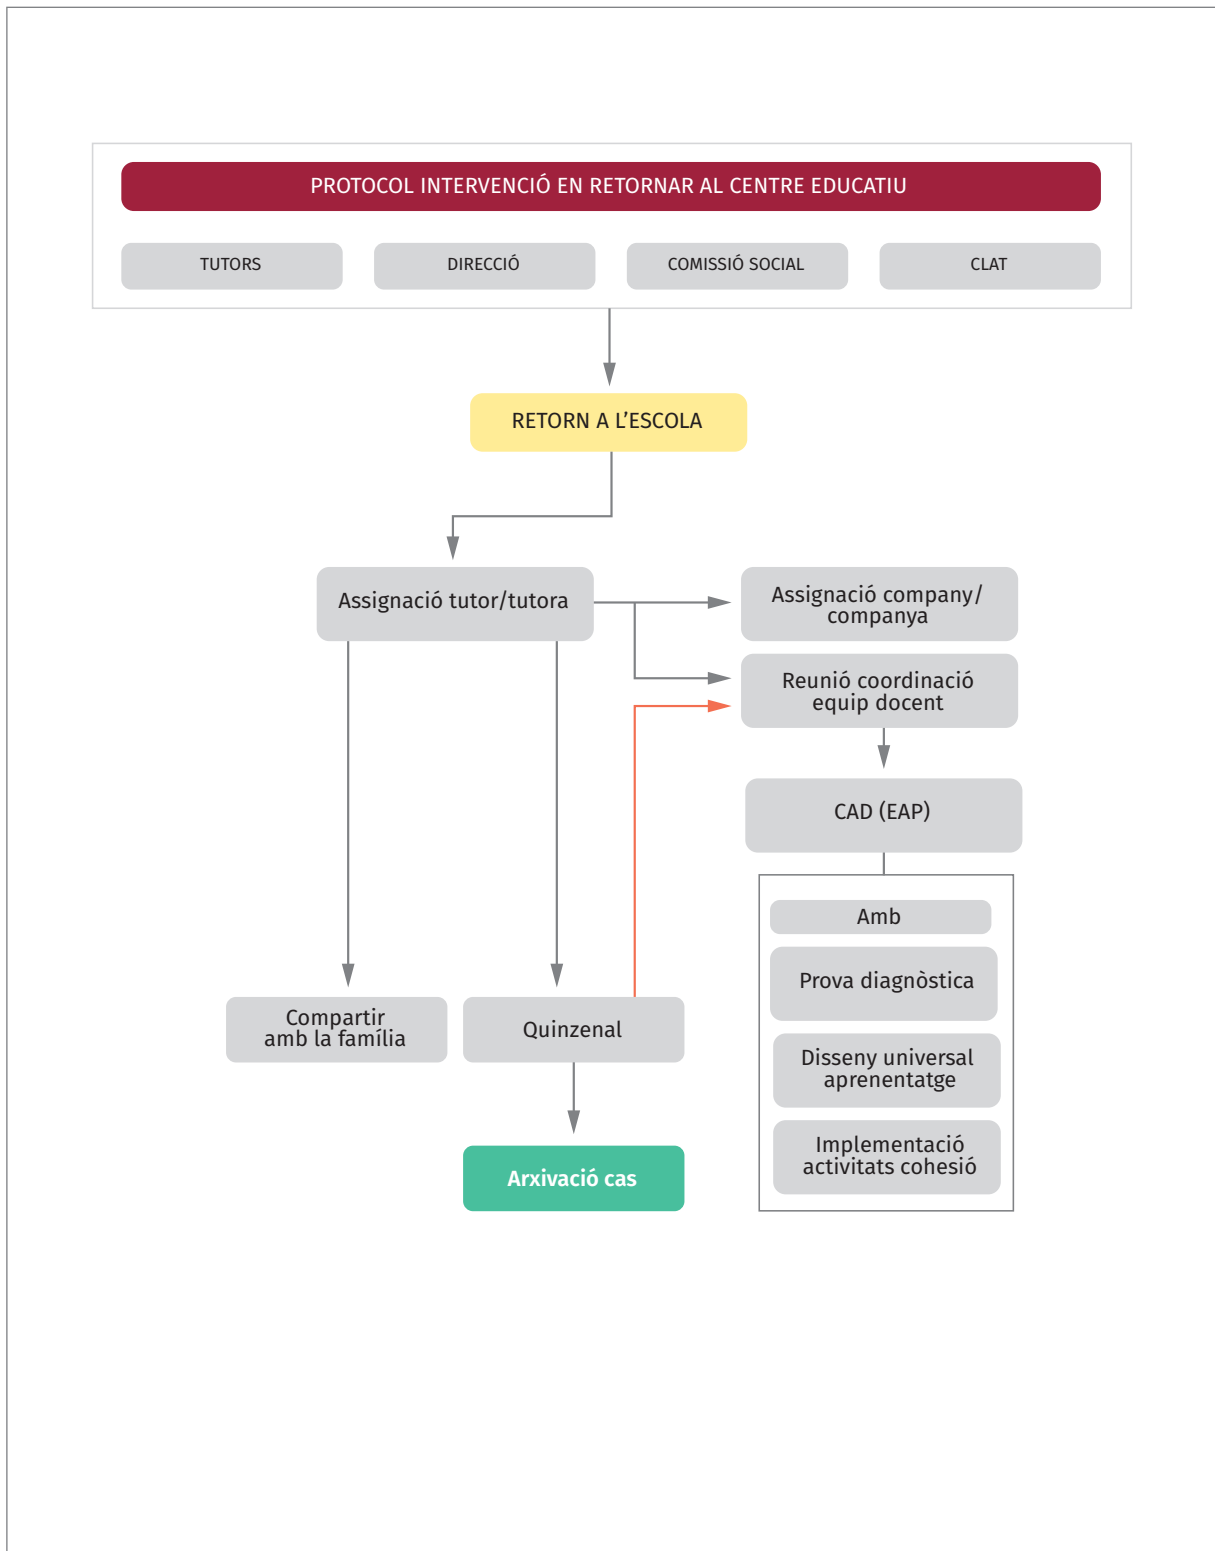 PROTOCOL INTERVENCIÓ EN RETORNAR AL CENTRE EDUCATIU
TUTORS
DIRECCIÓ
COMISSIÓ SOCIAL
CLAT
RETORN A L’ESCOLA
Assignació tutor/tutora
Assignació company/
companya
Reunió coordinació
equip docent
CAD (EAP)
Amb
Prova diagnòstica
Disseny universal
aprenentatge
Implementació
activitats cohesió
Compartir
amb la família
Quinzenal
Arxivació cas